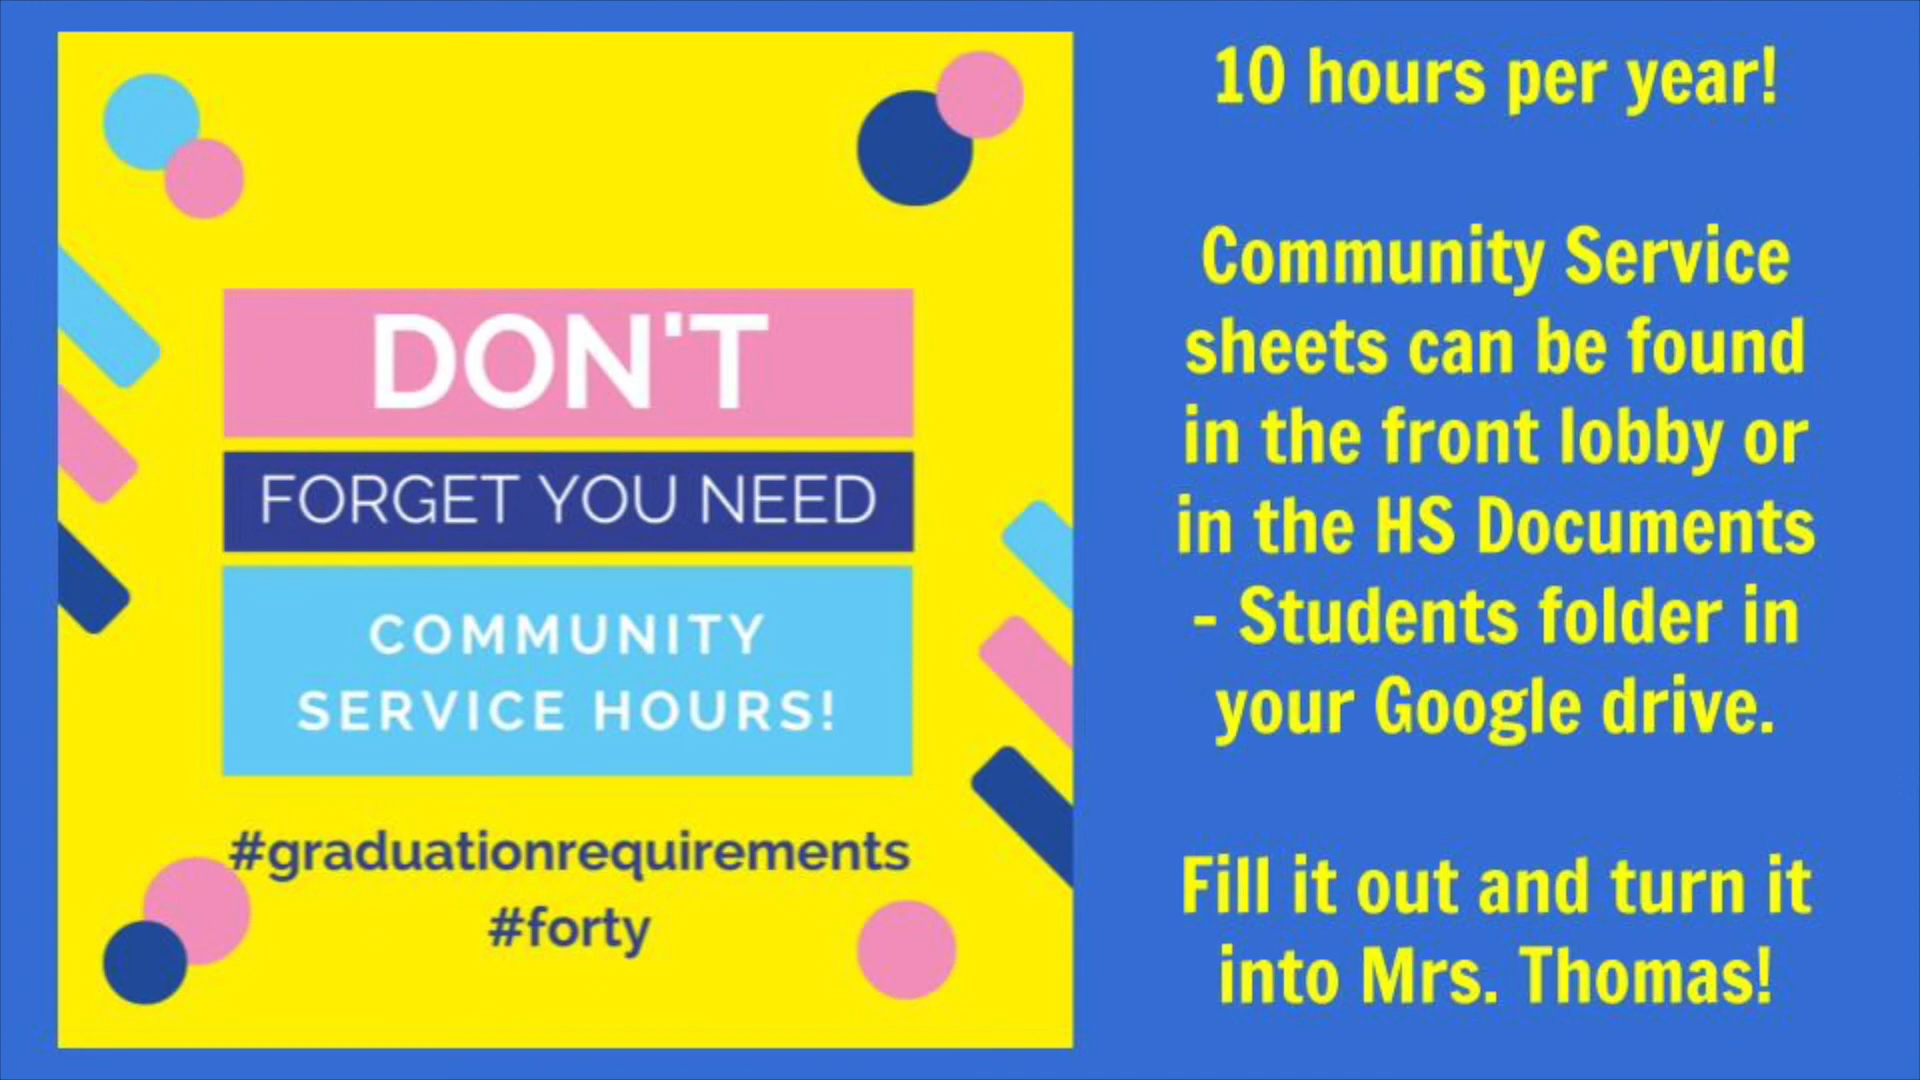 DON'T
FORGET YOU NEED
COMMUNITY
SERVICE HOURS!
#graduationrequirements
#forty
10 hours per year!
Community Service
sheets can be found
in the front lobby or
in the HS Documents
- Students folder in
your Google drive.
Fill it out and turn it
into Mrs. Thomas!